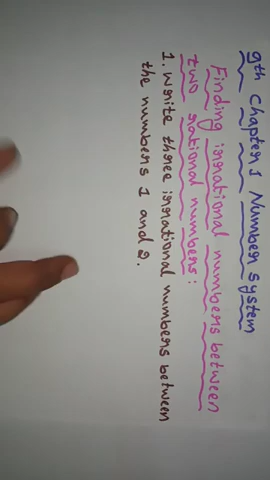 9th Chapter 1 Number system
Finding irrational numbers between
two rational numbers:
1. Write three irrational numbers between
the numbers 1 and 2.